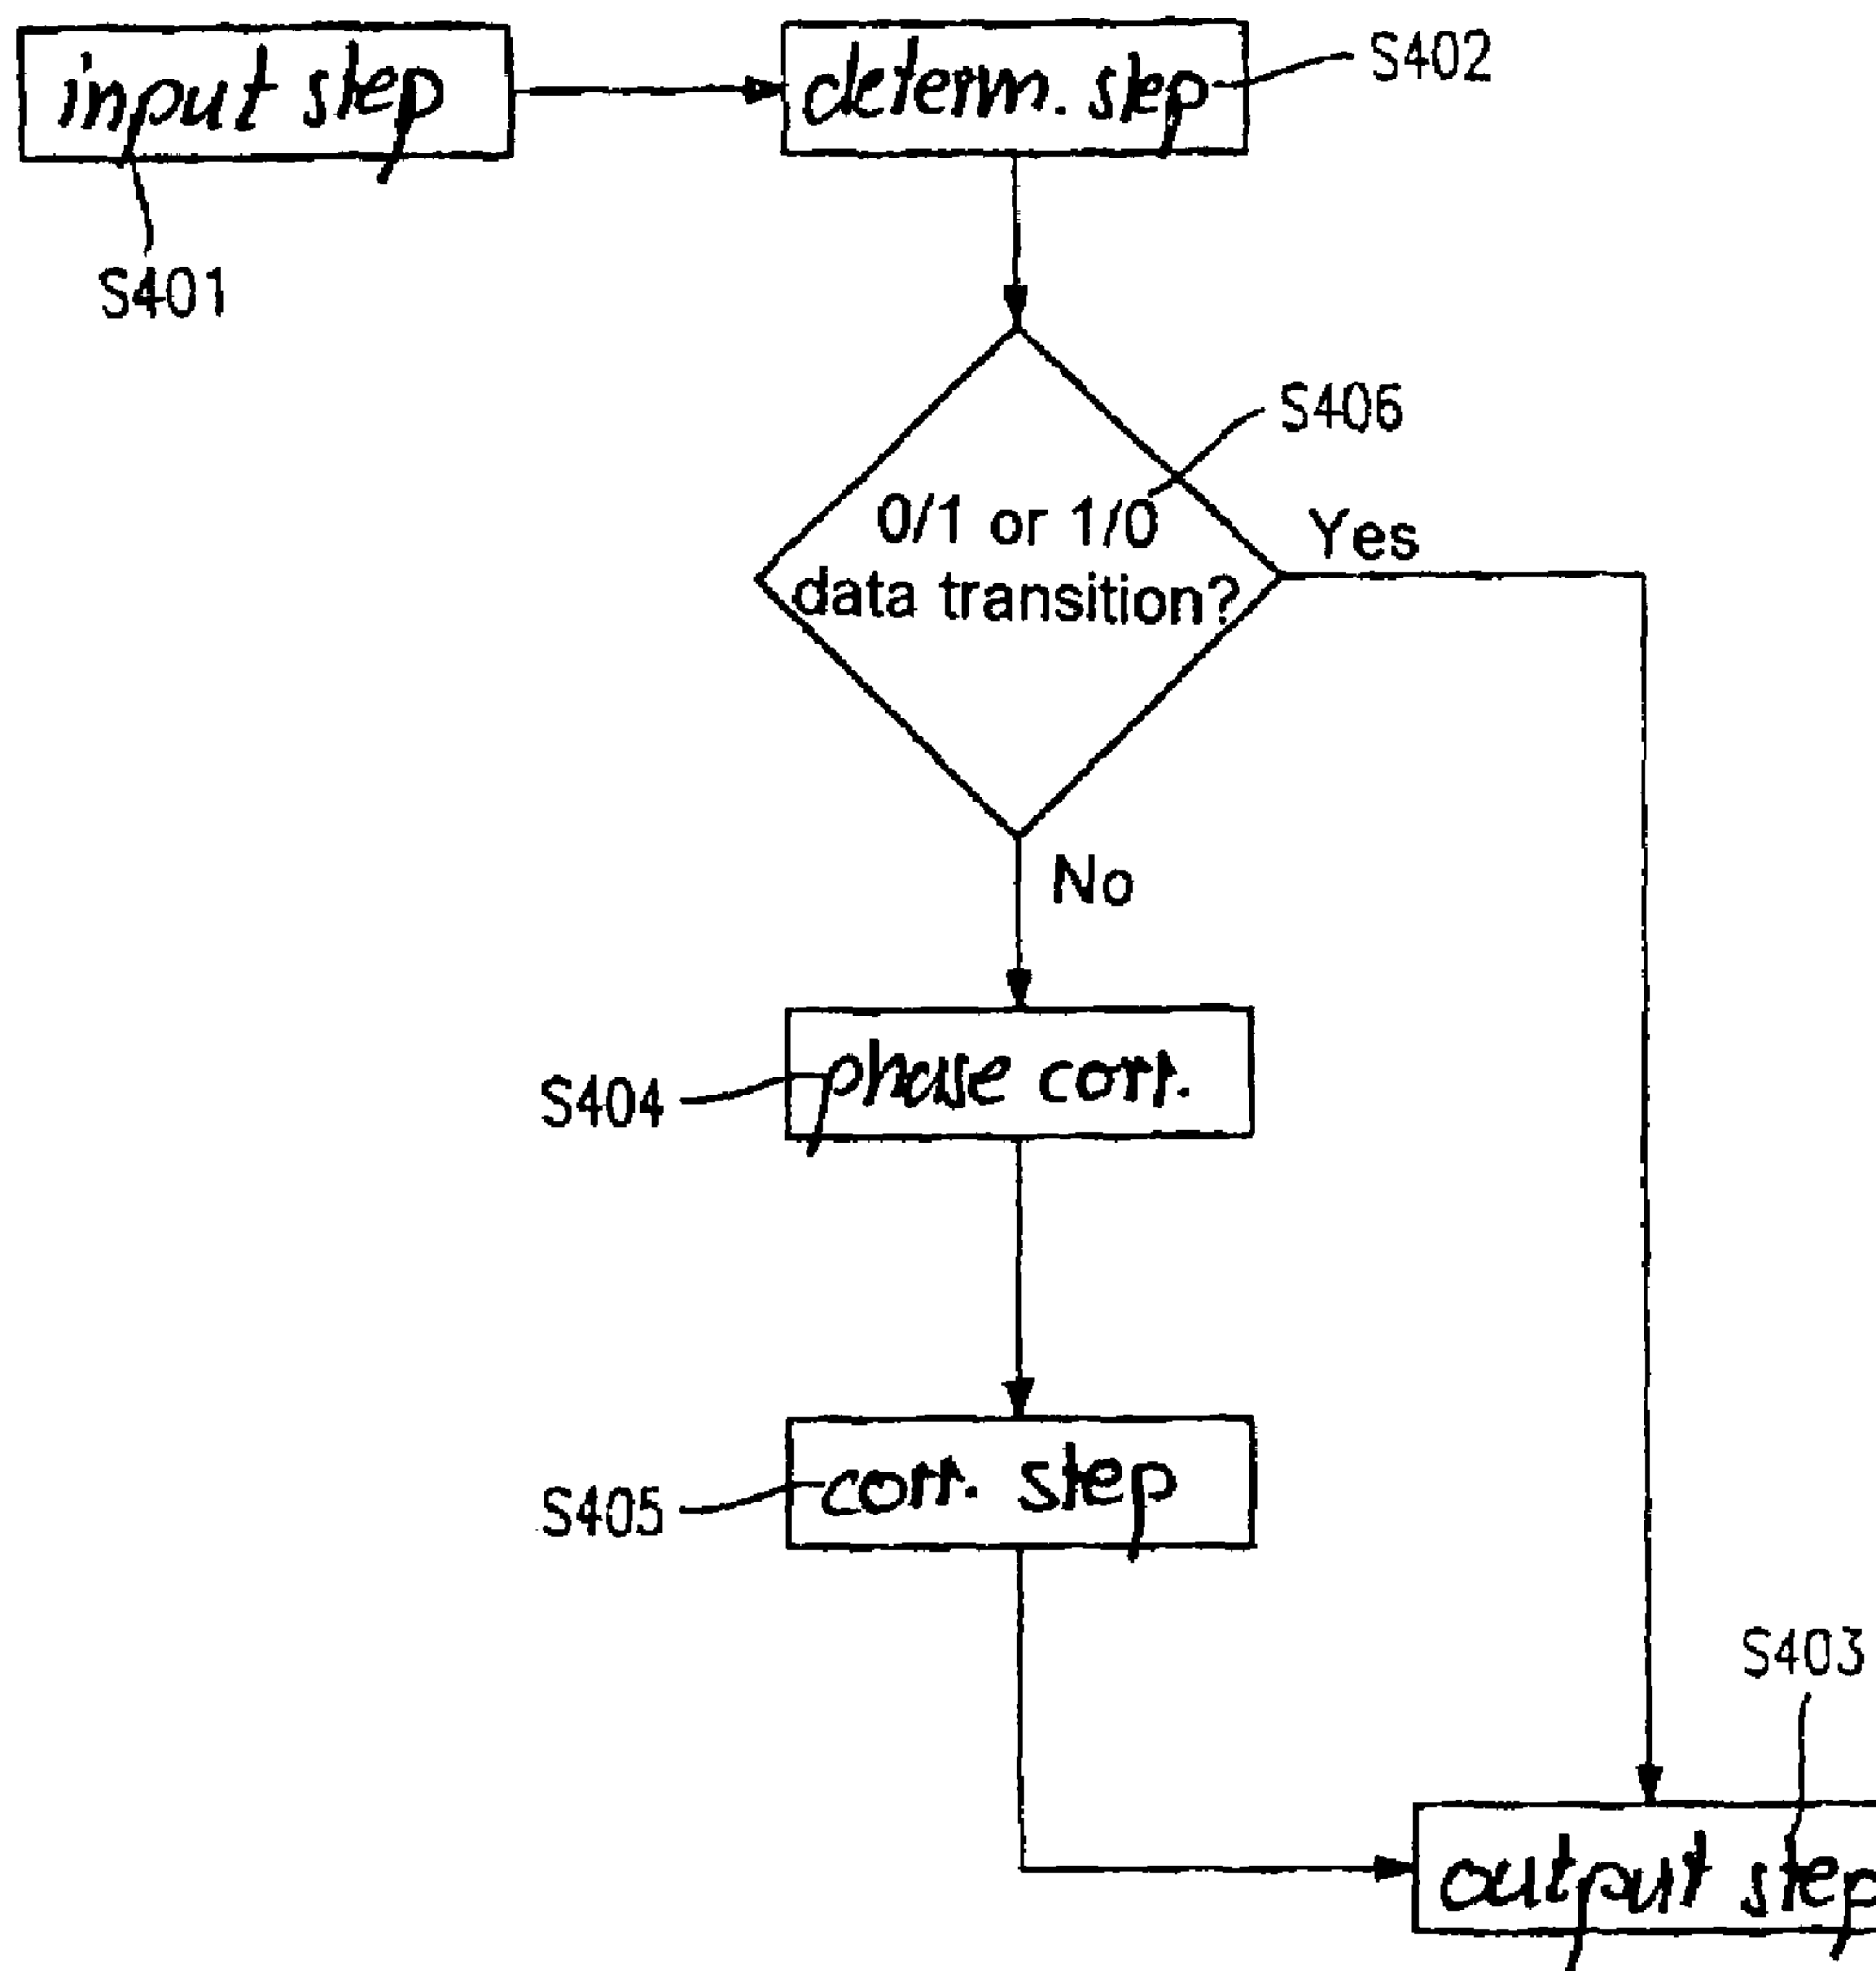 input step
determ. step
S402
S401
S406
0/1 or 1/0
data transition?
Yes
No
S404
phase corr.
S405
corr. step
S403
output step